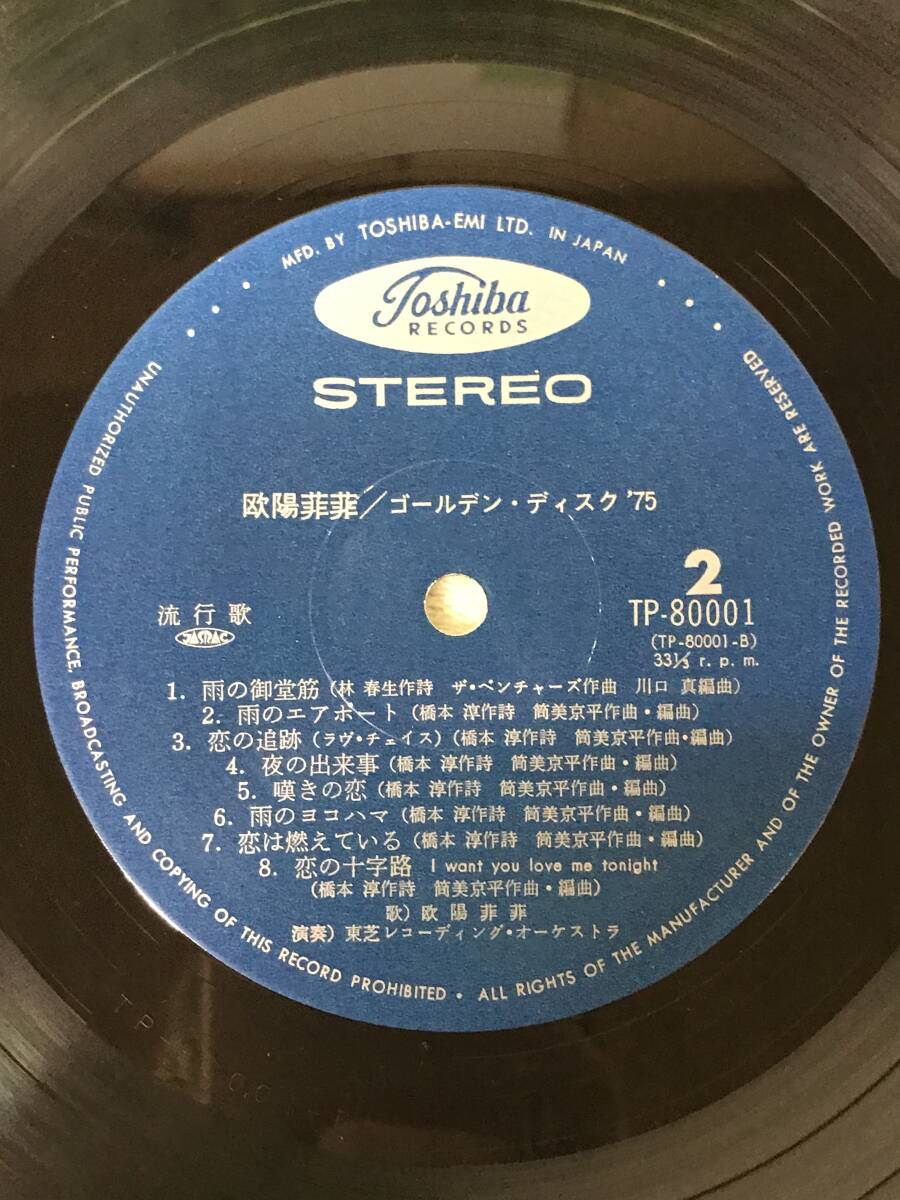 MFD. BY TOSHIBA-EMI LTD. IN JAPAN
Toshiba
RECORDS
STEREO
欧陽菲菲/ゴールデン・ディスク '75
2
流行歌
JASRAC
TP-80001
(TP-80001-B)
33⅓ r. p. m.
1. 雨の御堂筋(林 春生作詩 ザ・ベンチャーズ作曲 川口 真編曲)
2. 雨のエアポート(橋本 淳作詩 筒美京平作曲・編曲)
3. 恋の追跡(ラヴ・チェイス)(橋本 淳作詩 筒美京平作曲・編曲)
4. 夜の出来事(橋本 淳作詩 筒美京平作曲・編曲)
5. 嘆きの恋(橋本 淳作詩 筒美京平作曲・編曲)
6. 雨のヨコハマ(橋本 淳作詩 筒美京平作曲・編曲)
7. 恋は燃えている(橋本 淳作詩 筒美京平作曲・編曲)
8. 恋の十字路 I want you love me tonight
(橋本 淳作詩 筒美京平作曲・編曲)
歌)欧陽菲菲
演奏)東芝レコーディング・オーケストラ
UNAUTHORIZED PUBLIC PERFORMANCE, BROADCASTING AND COPYING OF THIS RECORD PROHIBITED • ALL RIGHTS OF THE MANUFACTURER AND OF THE OWNER OF THE RECORDED WORK ARE RESERVED